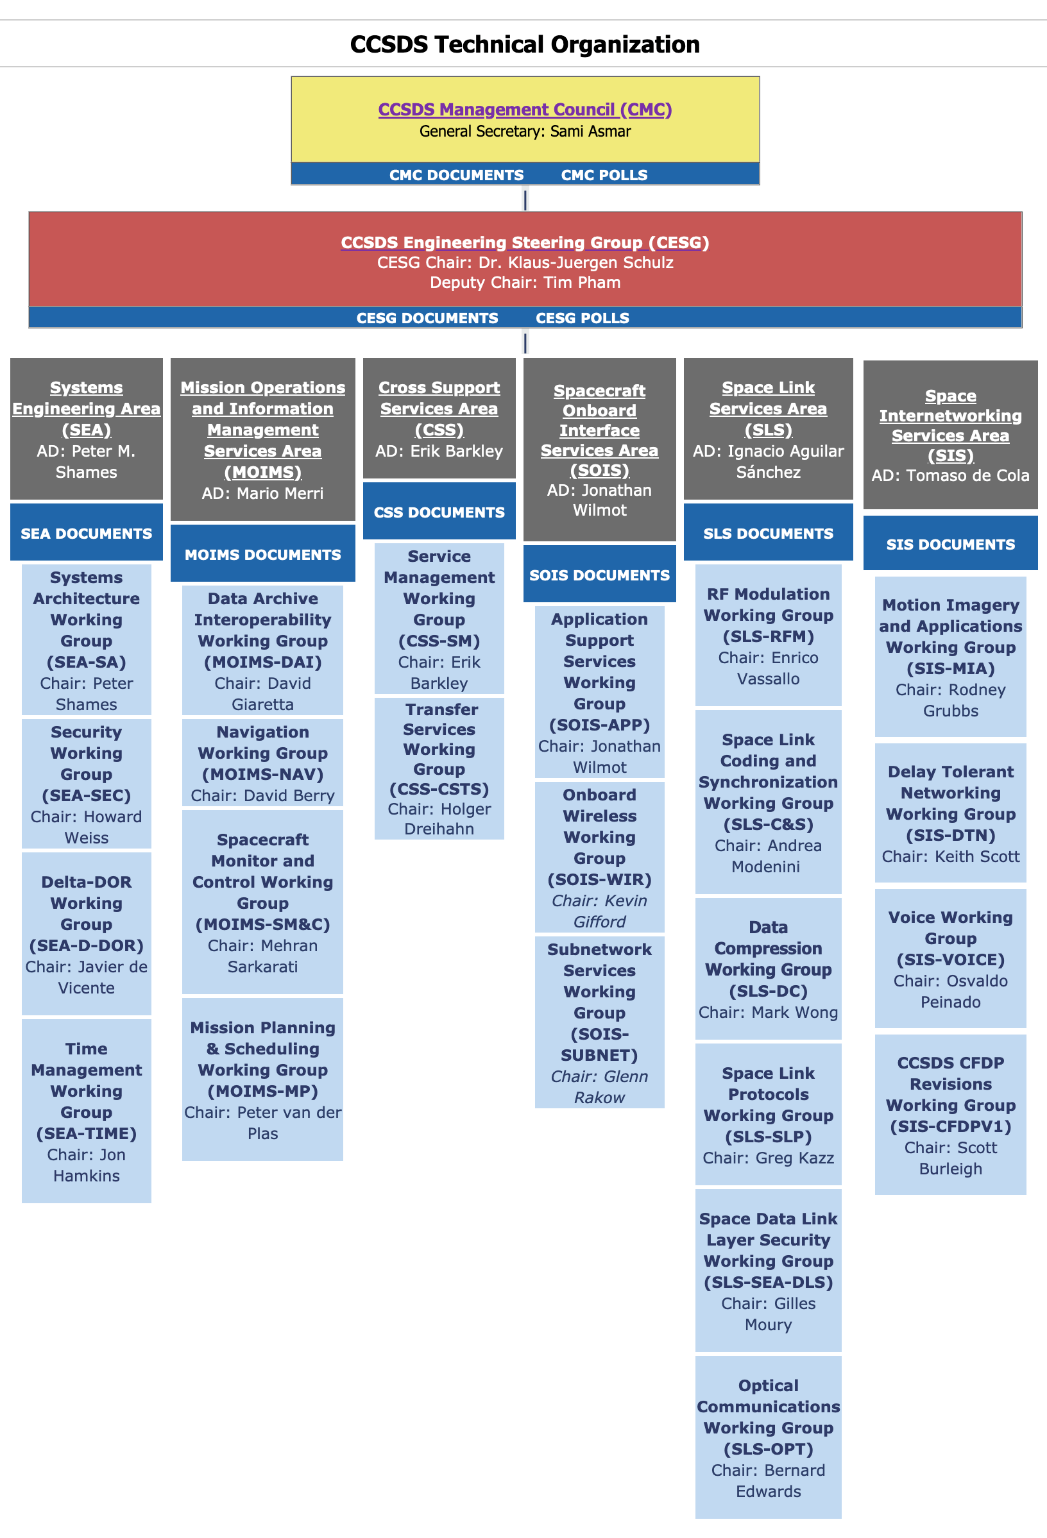 CCSDS Technical Organization
CCSDS Management Council (CMC)
General Secretary: Sami Asmar
CMC DOCUMENTS CMC POLLS
CCSDS Engineering Steering Group (CESG)
CESG Chair: Dr. Klaus-Juergen Schulz
Deputy Chair: Tim Pham
CESG DOCUMENTS CESG POLLS
Systems
Engineering Area
(SEA)
AD: Peter M.
Shames
SEA DOCUMENTS
Systems
Architecture
Working
Group
(SEA-SA)
Chair: Peter
Shames
Security
Working
Group
(SEA-SEC)
Chair: Howard
Weiss
Delta-DOR
Working
Group
(SEA-D-DOR)
Chair: Javier de
Vicente
Time
Management
Working
Group
(SEA-TIME)
Chair: Jon
Hamkins
Mission Operations
and Information
Management
Services Area
(MOIMS)
AD: Mario Merri
MOIMS DOCUMENTS
Data Archive
Interoperability
Working Group
(MOIMS-DAI)
Chair: David
Giaretta
Navigation
Working Group
(MOIMS-NAV)
Chair: David Berry
Spacecraft
Monitor and
Control Working
Group
(MOIMS-SM&C)
Chair: Mehran
Sarkarati
Mission Planning
& Scheduling
Working Group
(MOIMS-MP)
Chair: Peter van der
Plas
Cross Support
Services Area
(CSS)
AD: Erik Barkley
CSS DOCUMENTS
Service
Management
Working
Group
(CSS-SM)
Chair: Erik
Barkley
Transfer
Services
Working
Group
(CSS-CSTS)
Chair: Holger
Dreihahn
Spacecraft
Onboard
Interface
Services Area
(SOIS)
AD: Jonathan
Wilmot
SOIS DOCUMENTS
Application
Support
Services
Working
Group
(SOIS-APP)
Chair: Jonathan
Wilmot
Onboard
Wireless
Working
Group
(SOIS-WIR)
Chair: Kevin
Gifford
Subnetwork
Services
Working
Group
(SOIS-
SUBNET)
Chair: Glenn
Rakow
Space Link
Services Area
(SLS)
AD: Ignacio Aguilar
Sánchez
SLS DOCUMENTS
RF Modulation
Working Group
(SLS-RFM)
Chair: Enrico
Vassallo
Space Link
Coding and
Synchronization
Working Group
(SLS-C&S)
Chair: Andrea
Modenini
Data
Compression
Working Group
(SLS-DC)
Chair: Mark Wong
Space Link
Protocols
Working Group
(SLS-SLP)
Chair: Greg Kazz
Space Data Link
Layer Security
Working Group
(SLS-SEA-DLS)
Chair: Gilles
Moury
Optical
Communications
Working Group
(SLS-OPT)
Chair: Bernard
Edwards
Space
Internetworking
Services Area
(SIS)
AD: Tomaso de Cola
SIS DOCUMENTS
Motion Imagery
and Applications
Working Group
(SIS-MIA)
Chair: Rodney
Grubbs
Delay Tolerant
Networking
Working Group
(SIS-DTN)
Chair: Keith Scott
Voice Working
Group
(SIS-VOICE)
Chair: Osvaldo
Peinado
CCSDS CFDP
Revisions
Working Group
(SIS-CFDPV1)
Chair: Scott
Burleigh